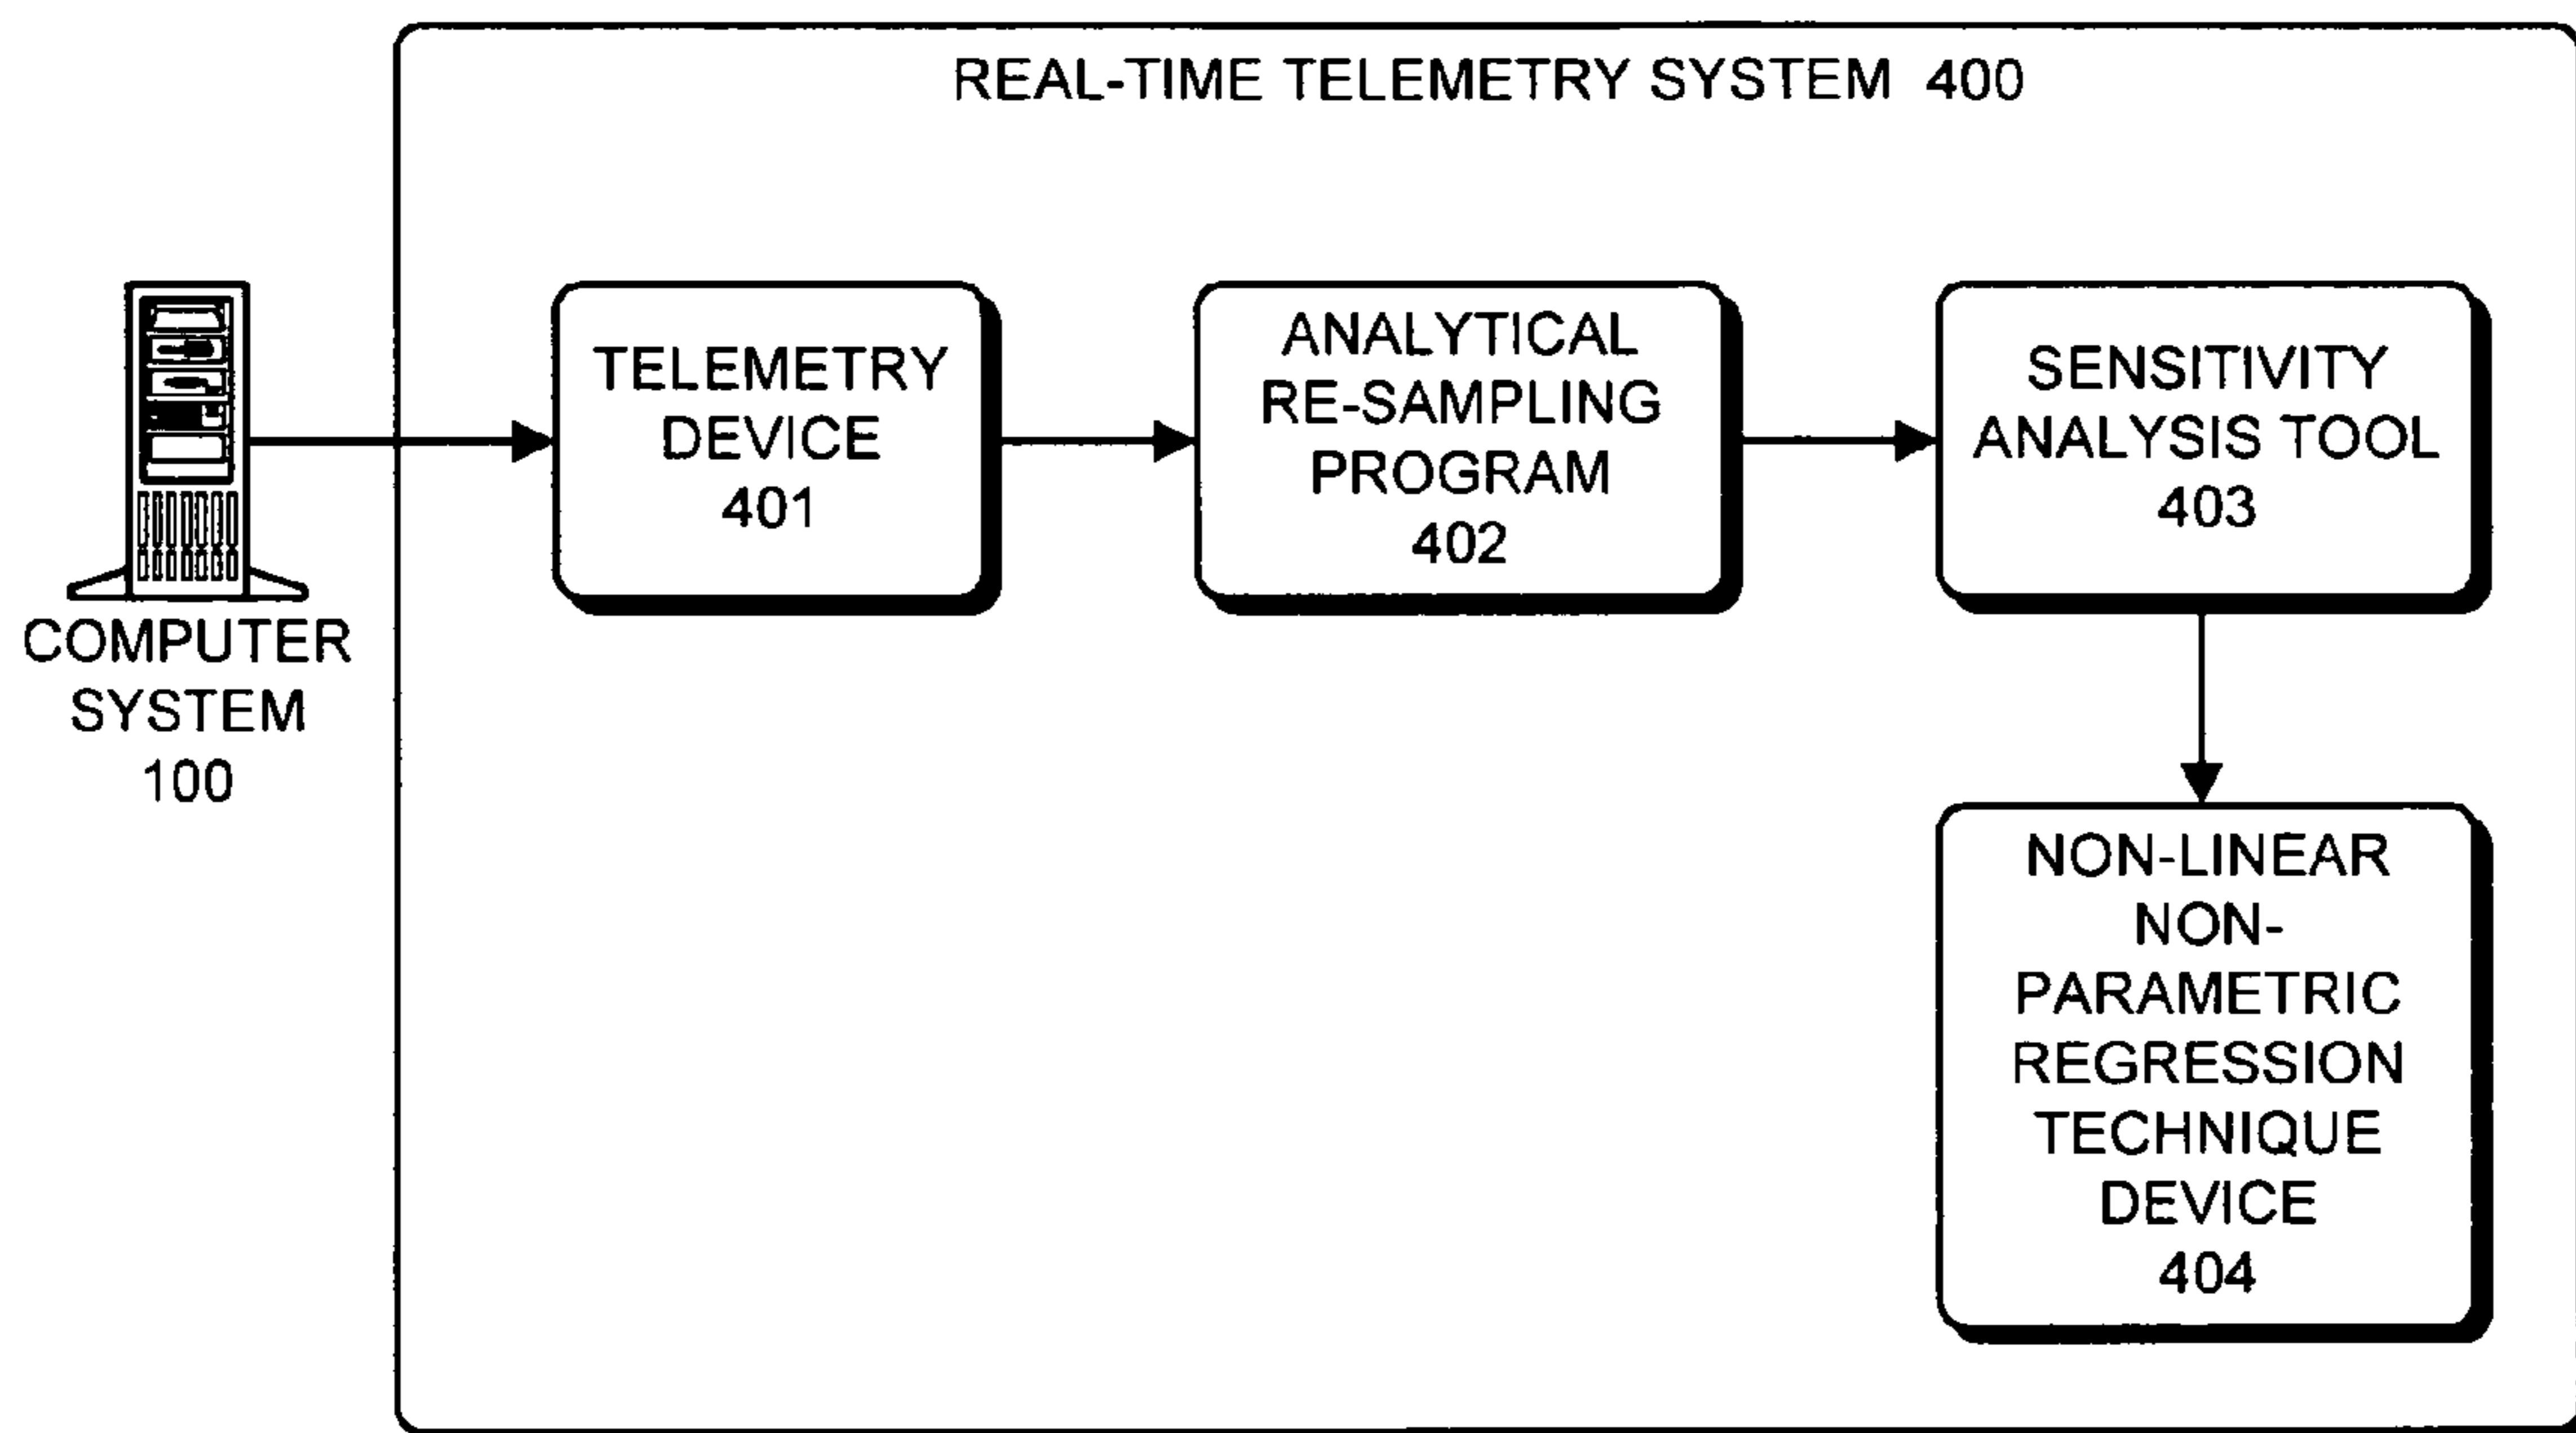 REAL-TIME TELEMETRY SYSTEM 400
COMPUTER
SYSTEM
100
TELEMETRY
DEVICE
401
ANALYTICAL
RE-SAMPLING
PROGRAM
402
SENSITIVITY
ANALYSIS TOOL
403
NON-LINEAR
NON-
PARAMETRIC
REGRESSION
TECHNIQUE
DEVICE
404